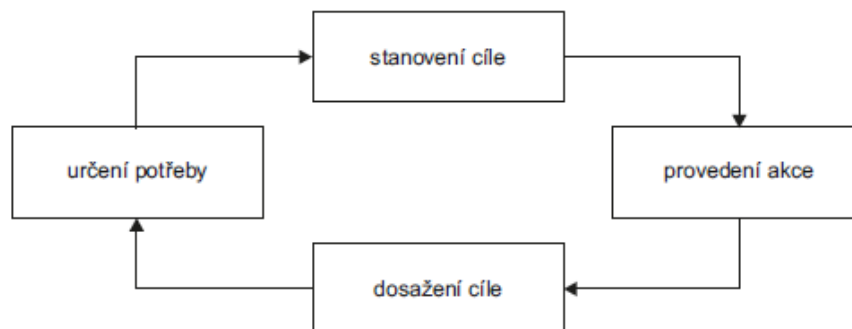 stanovení cíle
určení potřeby
provedení akce
dosažení cíle